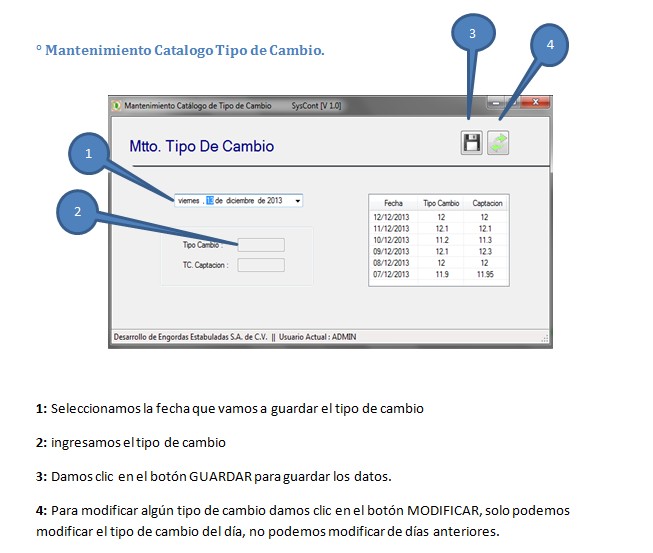 ° Mantenimiento Catalogo Tipo de Cambio.
3
4
Mantenimiento Catálogo de Tipo de Cambio SysCont [V 1.0]
Mtto. Tipo De Cambio
1
viernes , 13 de diciembre de 2013
2
Tipo Cambio :
TC. Captacion :
Fecha Tipo Cambio Captacion
12/12/2013 12 12
11/12/2013 12.1 12.1
10/12/2013 11.2 11.3
09/12/2013 12.1 12.3
08/12/2013 12 12
07/12/2013 11.9 11.95
Desarrollo de Engordas Estabuladas S.A. de C.V. || Usuario Actual : ADMIN
1: Seleccionamos la fecha que vamos a guardar el tipo de cambio
2: ingresamos el tipo de cambio
3: Damos clic en el botón GUARDAR para guardar los datos.
4: Para modificar algún tipo de cambio damos clic en el botón MODIFICAR, solo podemos
modificar el tipo de cambio del día, no podemos modificar de días anteriores.